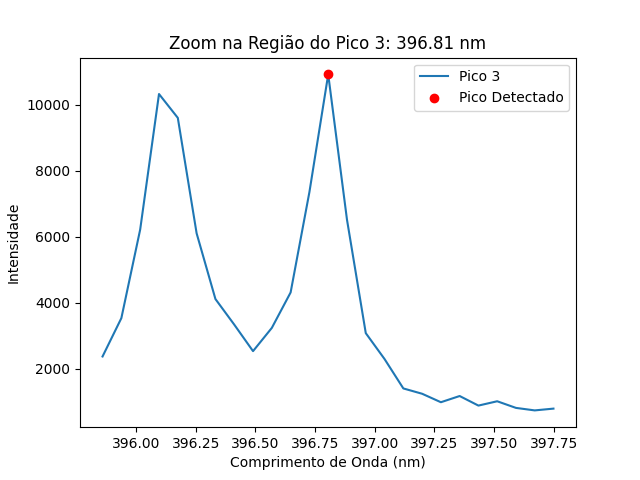 Zoom na Região do Pico 3: 396.81 nm
Pico 3
Pico Detectado
Intensidade
10000
8000
6000
4000
2000
396.00 396.25 396.50 396.75 397.00 397.25 397.50 397.75
Comprimento de Onda (nm)